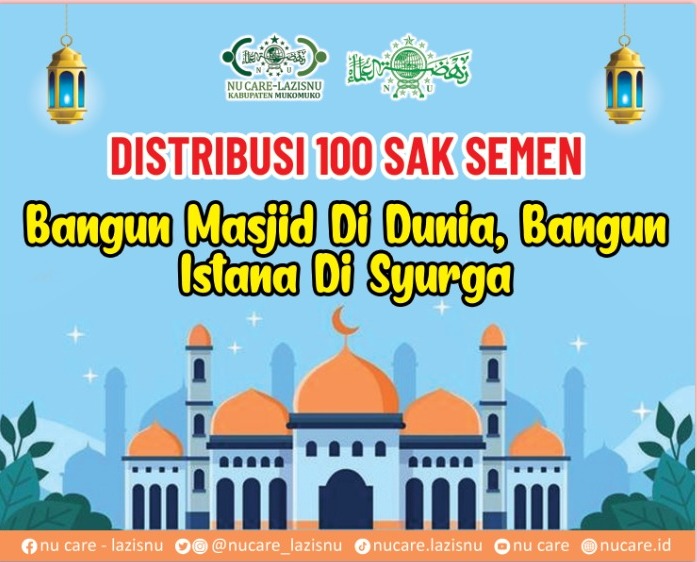 NU CARE-LAZISNU
KABUPATEN MUKOMUKO
N U
N U
DISTRIBUSI 100 SAK SEMEN
Bangun Masjid Di Dunia, Bangun
Istana Di Syurga
nu care - lazisnu @nucare_lazisnu nucare.lazisnu nu care nucare.id